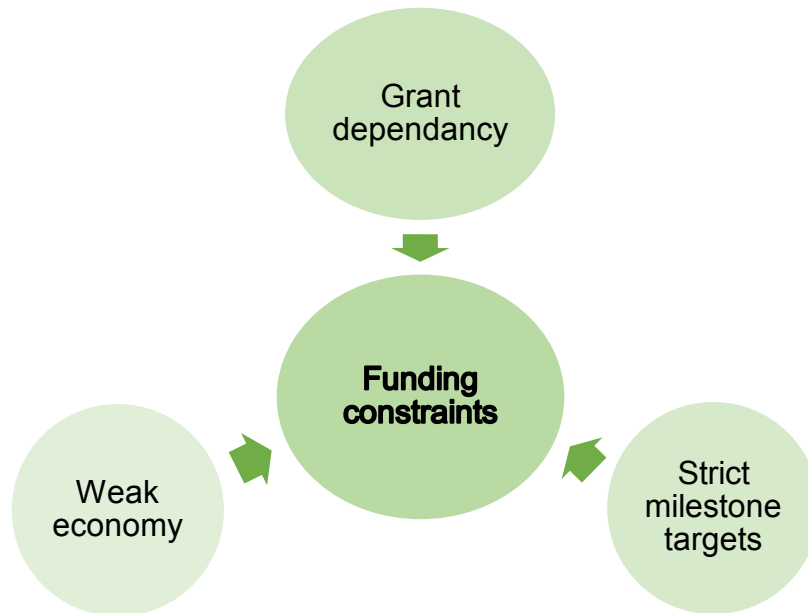 Grant
dependancy
Funding
constraints
Weak
economy
Strict
milestone
targets